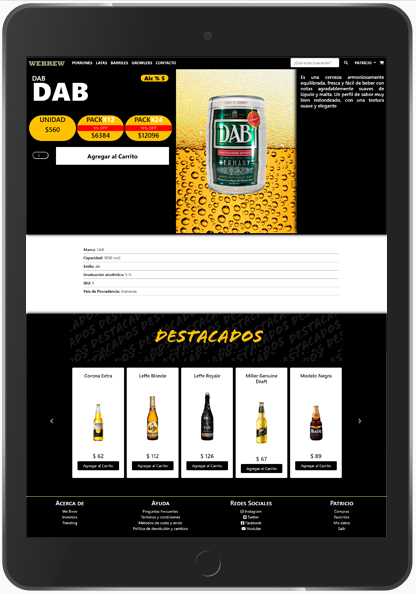 WEBREW PORRONES LATAS BARRILES GROWLERS CONTACTO ¿Qué estás buscando? PATRICIO
DAB
DAB
Alc % 5
Es una cerveza armoniosamente
equilibrada, fresca y fácil de beber con
notas agradablemente suaves de
lúpulo y malta. Un perfil de sabor muy
bien redondeado, con una textura
suave y elegante
UNIDAD
$560
PACKX12
5% OFF
$6384
PACKX24
10% OFF
$12096
1
Agregar al Carrito
DAB
GERMANY
Marca: DAB
Capacidad: 5000 cm3
Estilo: ale
Graduación alcohólica: 5 %
IBU: 5
País de Procedencia: Alemania
DESTACADOS
Corona Extra
$ 62
Agregar al Carrito
Leffe Blonde
$ 112
Agregar al Carrito
Leffe Royale
$ 126
Agregar al Carrito
Miller Genuine
Draft
$ 67
Agregar al Carrito
Modelo Negra
$ 89
Agregar al Carrito
ACERCA DE
We Brew
Investors
Trending
AYUDA
Preguntas frecuentes
Términos y condiciones
Métodos de costo y envío
Política de devolución y cambios
REDES SOCIALES
Instagram
Twitter
Facebook
Youtube
PATRICIO
Compras
Favoritos
Mis datos
Salir